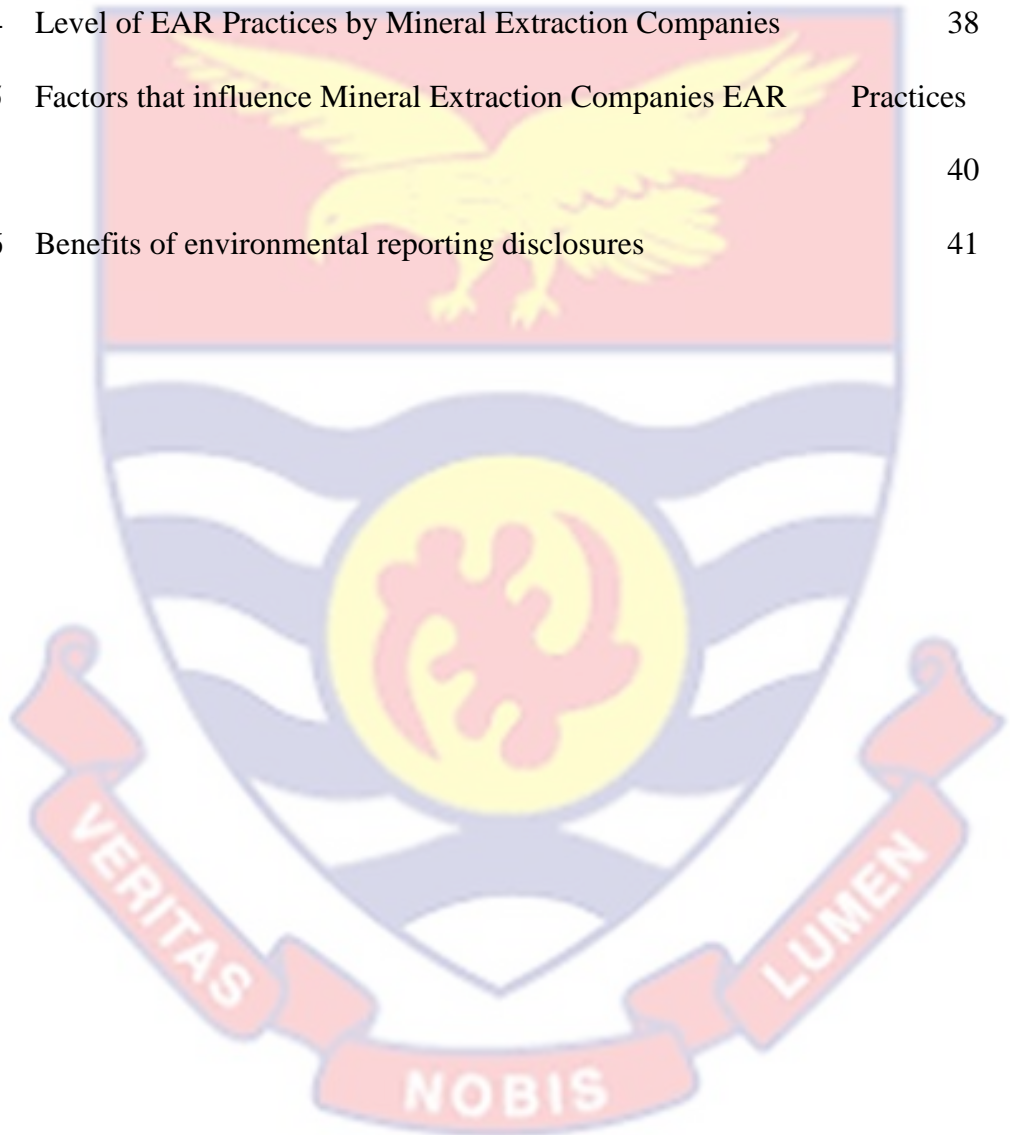 Level of EAR Practices by Mineral Extraction Companies 38
5 Factors that influence Mineral Extraction Companies EAR Practices
40
Benefits of environmental reporting disclosures 41
VERITAS
NOBIS
LUMEN